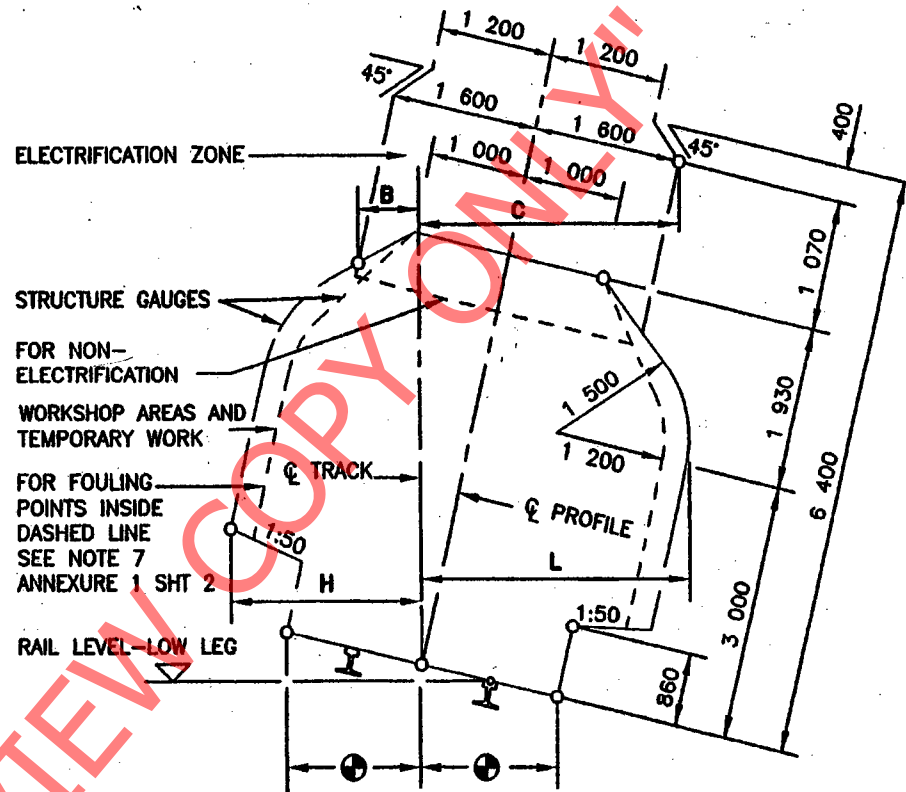 1 200
1 200
45°
1 600
1 600
45°
400
1 000
1 000
ELECTRIFICATION ZONE
B
C
1 070
STRUCTURE GAUGES
FOR NON-
ELECTRIFICATION
1 500
1 930
WORKSHOP AREAS AND
TEMPORARY WORK
1 200
6 400
℄ TRACK
FOR FOULING
POINTS INSIDE
DASHED LINE
SEE NOTE 7
ANNEXURE 1 SHT 2
℄ PROFILE
1:50
H
L
1:50
3 000
RAIL LEVEL-LOW LEG
860
VIEW COPY ONLY"